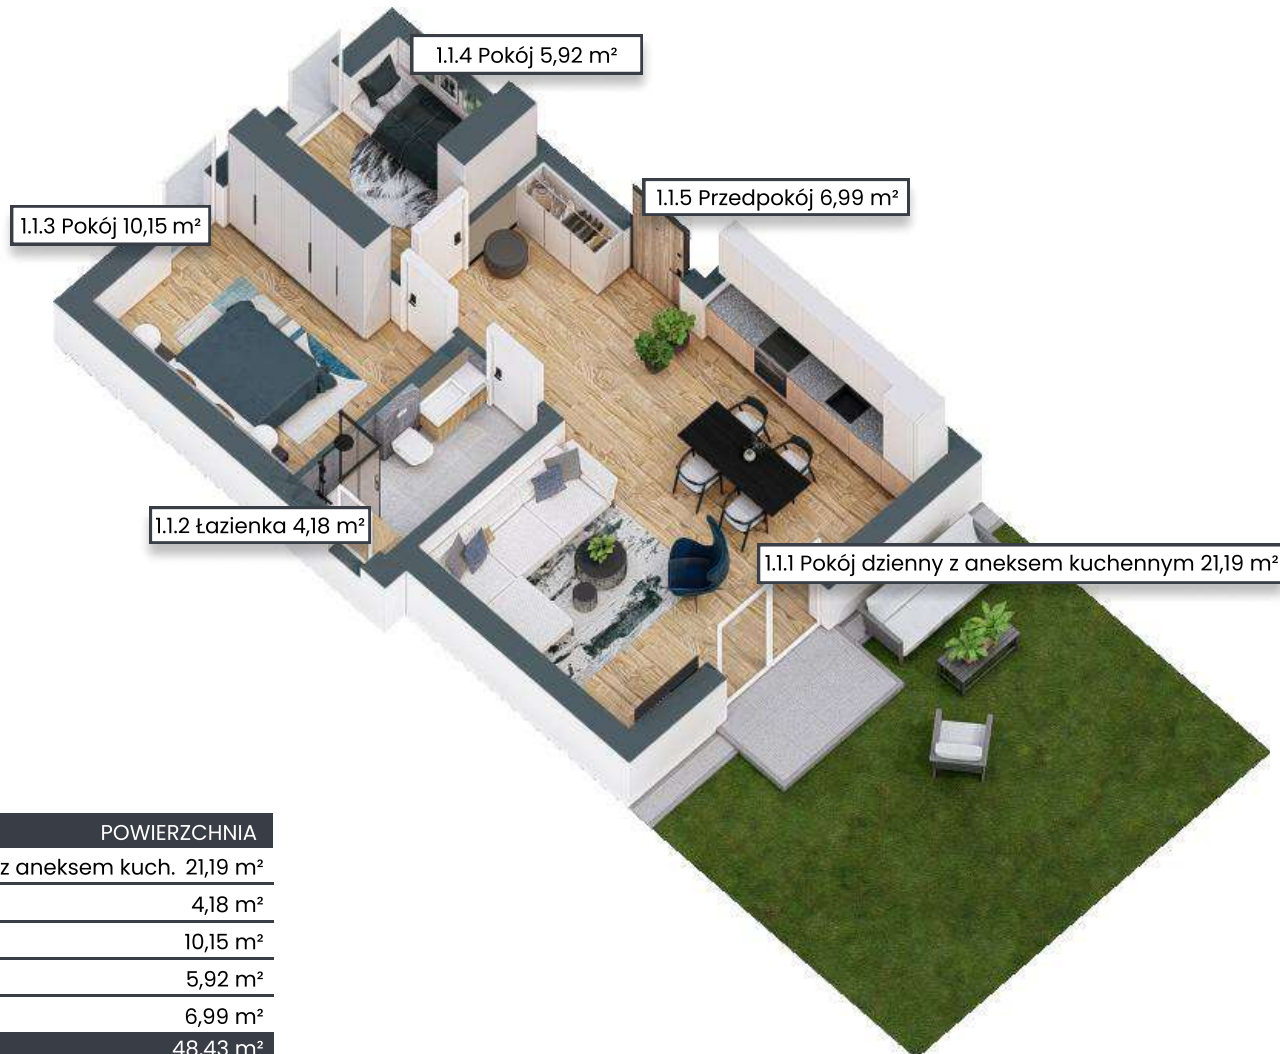 1.1.4 Pokój 5,92 m²
1.1.5 Przedpokój 6,99 m²
1.1.3 Pokój 10,15 m²
1.1.2 Łazienka 4,18 m²
1.1.1 Pokój dzienny z aneksem kuchennym 21,19 m²
POWIERZCHNIA
z aneksem kuch. 21,19 m²
4,18 m²
10,15 m²
5,92 m²
6,99 m²
48,43 m²